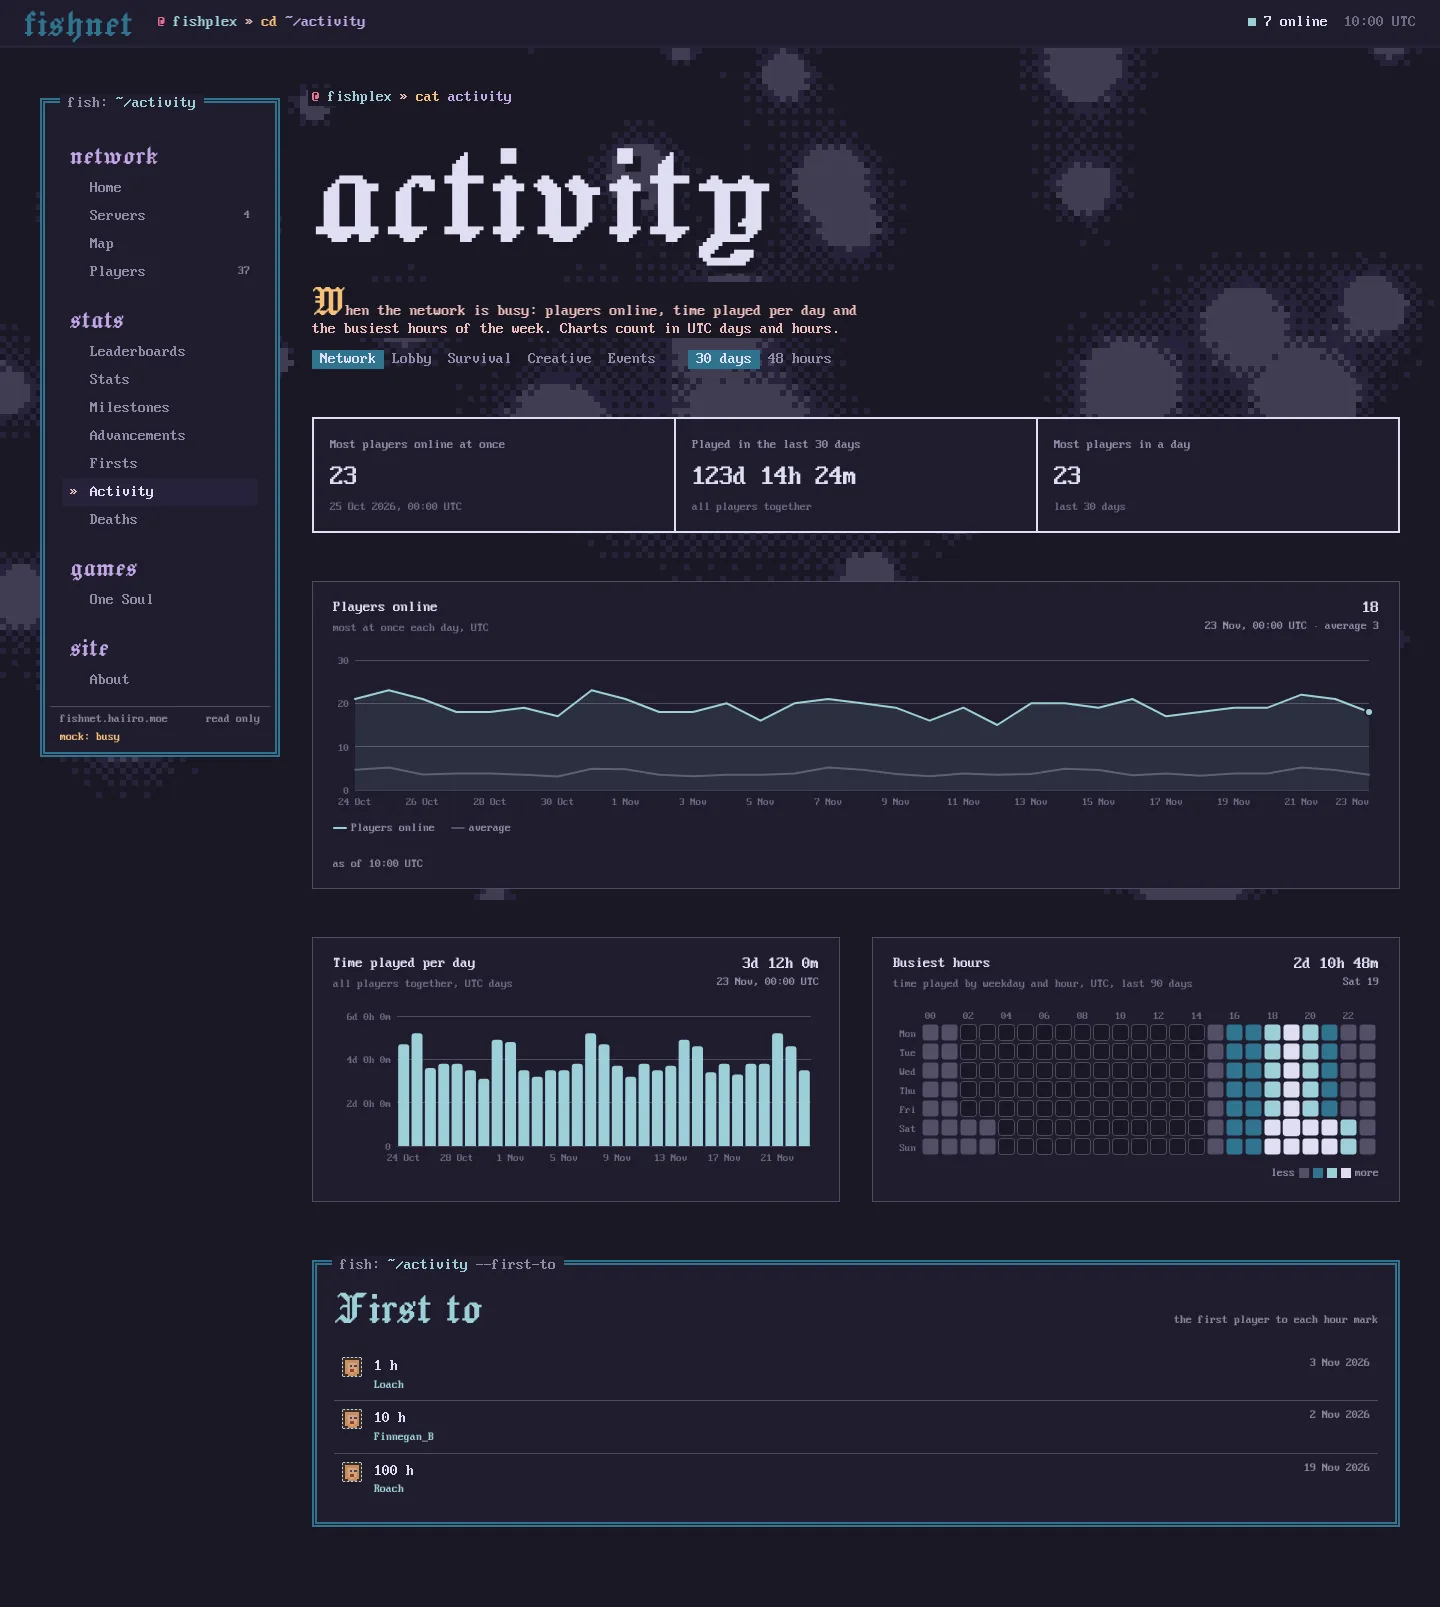 fishnet
@ fishplex » cd ~/activity
7 online 10:00 UTC
fish: ~/activity
network
Home
Servers 4
Map
Players 37
stats
Leaderboards
Stats
Milestones
Advancements
Firsts
» Activity
Deaths
games
One Soul
site
About
fishnet.haiiro.moe read only
mock: busy
@ fishplex » cat activity
activity
When the network is busy: players online, time played per day and
the busiest hours of the week. Charts count in UTC days and hours.
Network Lobby Survival Creative Events 30 days 48 hours
Most players online at once
23
25 Oct 2026, 00:00 UTC
Played in the last 30 days
123d 14h 24m
all players together
Most players in a day
23
last 30 days
Players online 18
most at once each day, UTC 23 Nov, 00:00 UTC · average 3
30
20
10
0
24 Oct 26 Oct 28 Oct 30 Oct 1 Nov 3 Nov 5 Nov 7 Nov 9 Nov 11 Nov 13 Nov 15 Nov 17 Nov 19 Nov 21 Nov 23 Nov
Players online average
as of 10:00 UTC
Time played per day 3d 12h 0m
all players together, UTC days 23 Nov, 00:00 UTC
6d 0h 0m
4d 0h 0m
2d 0h 0m
0
24 Oct 28 Oct 1 Nov 5 Nov 9 Nov 13 Nov 17 Nov 21 Nov
Busiest hours 2d 10h 48m
time played by weekday and hour, UTC, last 90 days Sat 19
00 02 04 06 08 10 12 14 16 18 20 22
Mon
Tue
Wed
Thu
Fri
Sat
Sun
less more
fish: ~/activity --first-to
First to
the first player to each hour mark
1 h 3 Nov 2026
Loach
10 h 2 Nov 2026
Finnegan_B
100 h 19 Nov 2026
Roach